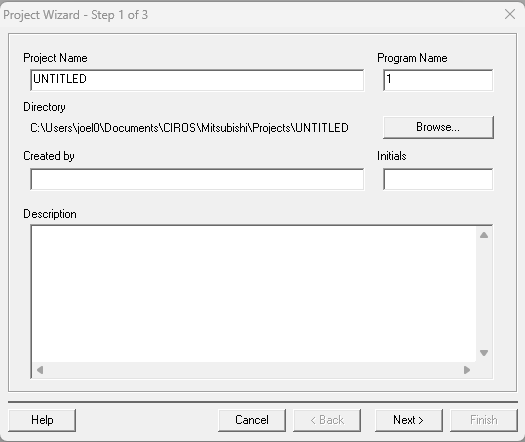 Project Wizard - Step 1 of 3
Project Name
Program Name
UNTITLED
1
Directory
C:\Users\joel0\Documents\CIROS\Mitsubishi\Projects\UNTITLED
Browse...
Created by
Initials
Description
Help
Cancel
< Back
Next >
Finish